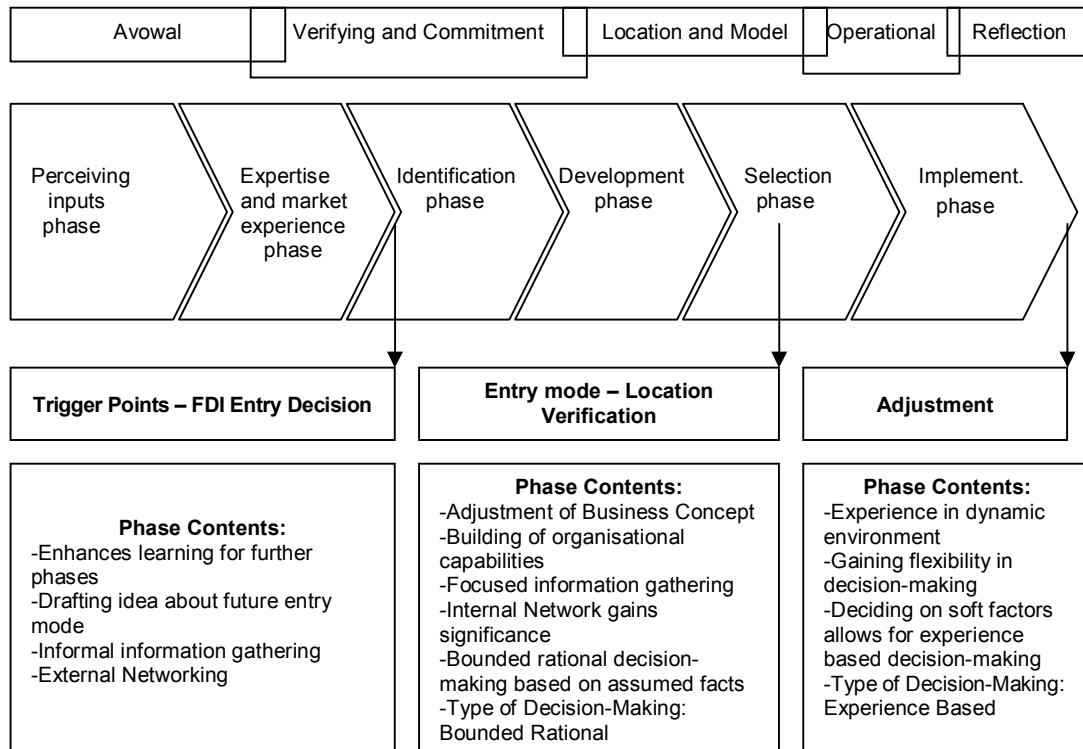 Avowal
Verifying and Commitment
Location and Model
Operational
Reflection
Perceiving
inputs
phase
Expertise
and market
experience
phase
Identification
phase
Development
phase
Selection
phase
Implement.
phase
Trigger Points – FDI Entry Decision
Entry mode – Location
Verification
Adjustment
Phase Contents:
-Enhances learning for further
phases
-Drafting idea about future entry
mode
-Informal information gathering
-External Networking
Phase Contents:
-Adjustment of Business Concept
-Building of organisational
capabilities
-Focused information gathering
-Internal Network gains
significance
-Bounded rational decision-
making based on assumed facts
-Type of Decision-Making:
Bounded Rational
Phase Contents:
-Experience in dynamic
environment
-Gaining flexibility in
decision-making
-Deciding on soft factors
allows for experience
based decision-making
-Type of Decision-Making:
Experience Based